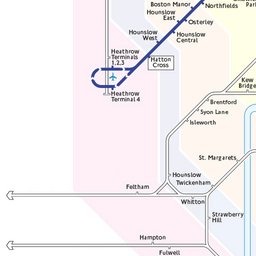 Boston Manor
Northfields
Hounslow
East
Osterley
Hounslow
West
Hounslow
Central
Heathrow
Terminals
1,2,3
Hatton
Cross
Heathrow
Terminal 4
Kew
Bridge
Brentford
Syon Lane
Isleworth
St. Margarets
Hounslow
Twickenham
Feltham
Whitton
Strawberry
Hill
Hampton
Fulwell